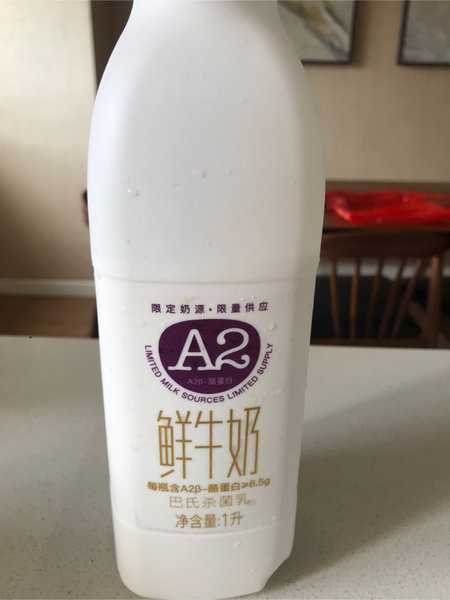 限定奶源·限量供应
A2
·A2β-酪蛋白·
LIMITED MILK SOURCES LIMITED SUPPLY
鲜牛奶
每瓶含A2β-酪蛋白≥8.5g
巴氏杀菌乳
净含量:1升